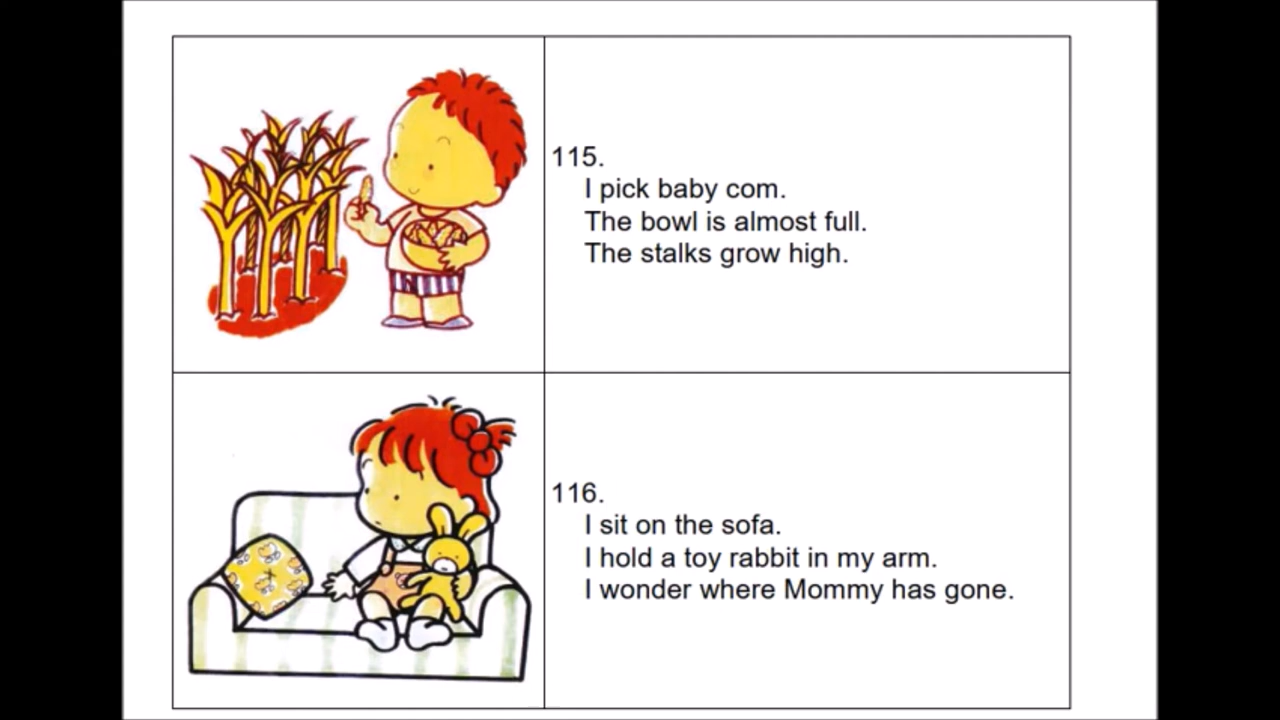 115.
I pick baby com.
The bowl is almost full.
The stalks grow high.
116.
I sit on the sofa.
I hold a toy rabbit in my arm.
I wonder where Mommy has gone.